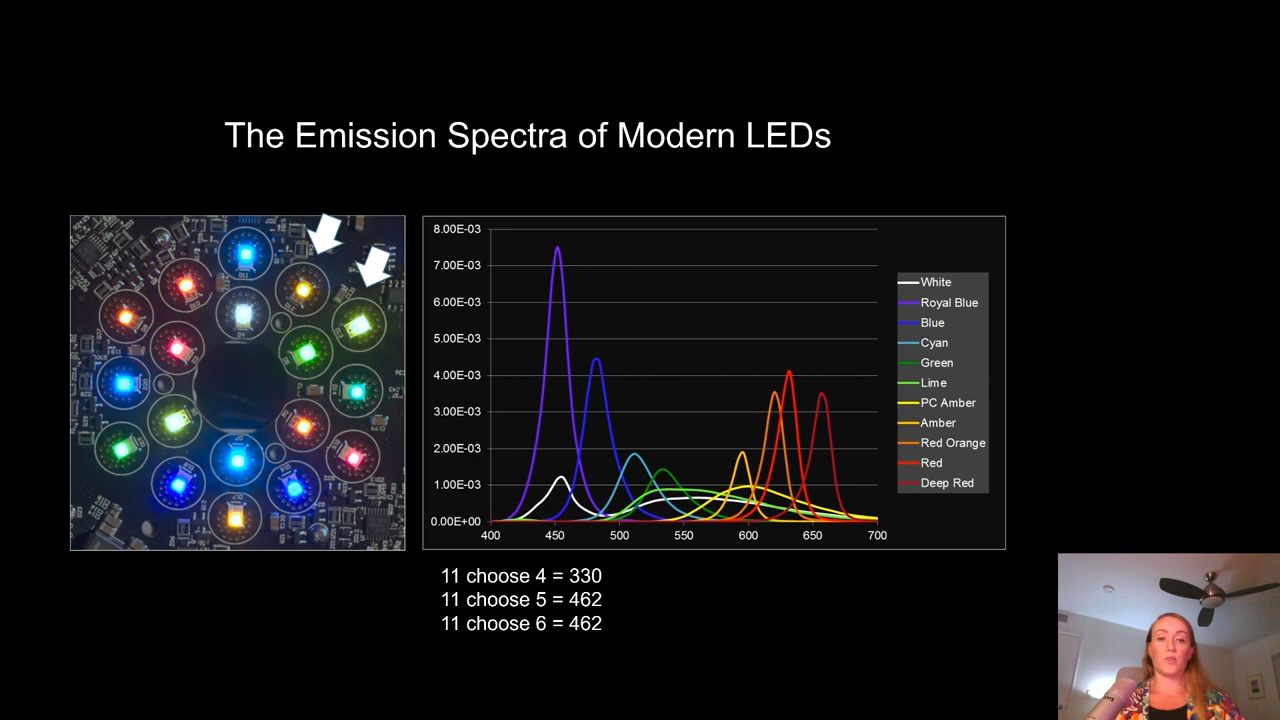 The Emission Spectra of Modern LEDs
8.00E-03
7.00E-03
6.00E-03
5.00E-03
4.00E-03
3.00E-03
2.00E-03
1.00E-03
0.00E+00
400 450 500 550 600 650 700
White
Royal Blue
Blue
Cyan
Green
Lime
PC Amber
Amber
Red Orange
Red
Deep Red
11 choose 4 = 330
11 choose 5 = 462
11 choose 6 = 462